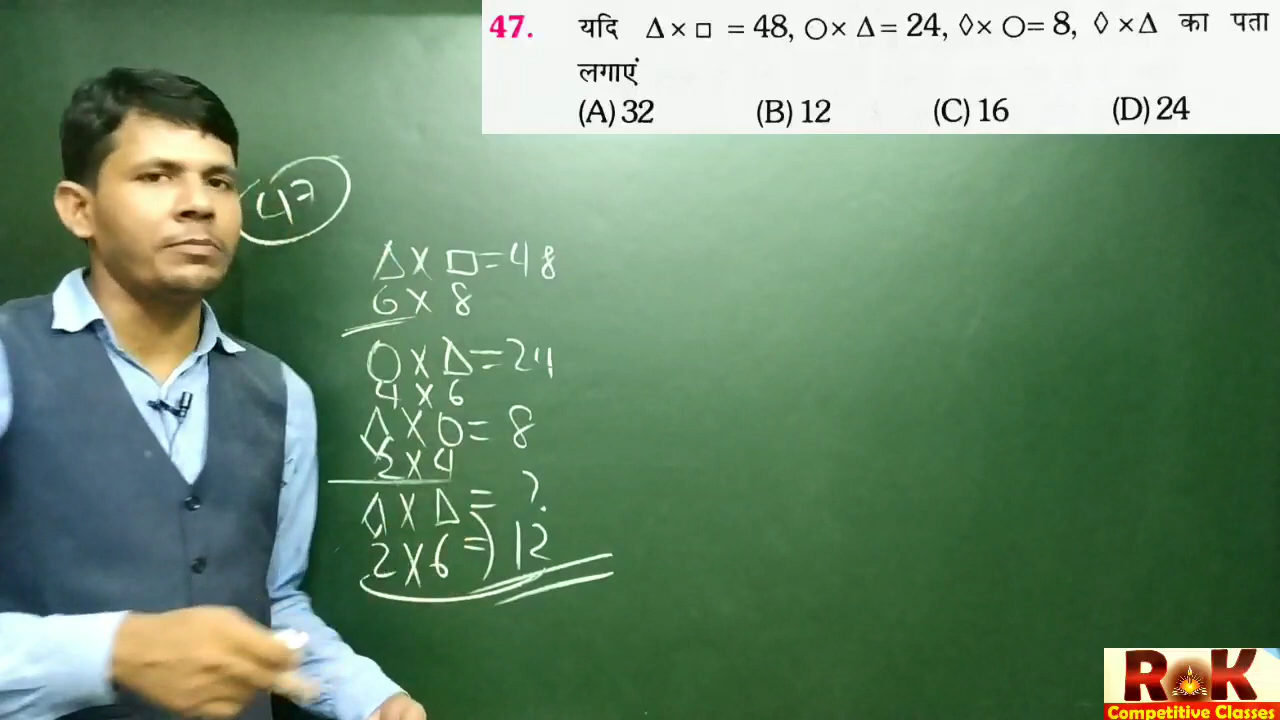 47. यदि Δ × □ = 48, ○× Δ = 24, ◊× ○= 8, ◊ ×Δ का पता
लगाएं
(A) 32 (B) 12 (C) 16 (D) 24
47
Δ × □ = 48
6 × 8
○ × Δ = 24
4 × 6
◊ × ○ = 8
2 × 4
◊ × Δ = ?
2 × 6 => 12
RK
Competitive Classes